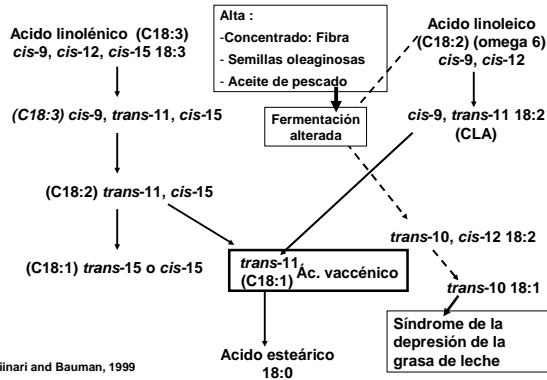 Acido linolénico (C18:3)
cis-9, cis-12, cis-15 18:3
Alta :
-Concentrado: Fibra
- Semillas oleaginosas
- Aceite de pescado
Acido linoleico
(C18:2) (omega 6)
cis-9, cis-12
(C18:3) cis-9, trans-11, cis-15
Fermentación
alterada
cis-9, trans-11 18:2
(CLA)
(C18:2) trans-11, cis-15
trans-10, cis-12 18:2
(C18:1) trans-15 o cis-15
trans-11 Ác. vaccénico
(C18:1)
trans-10 18:1
Síndrome de la
depresión de la
grasa de leche
Acido esteárico
18:0
iinari and Bauman, 1999